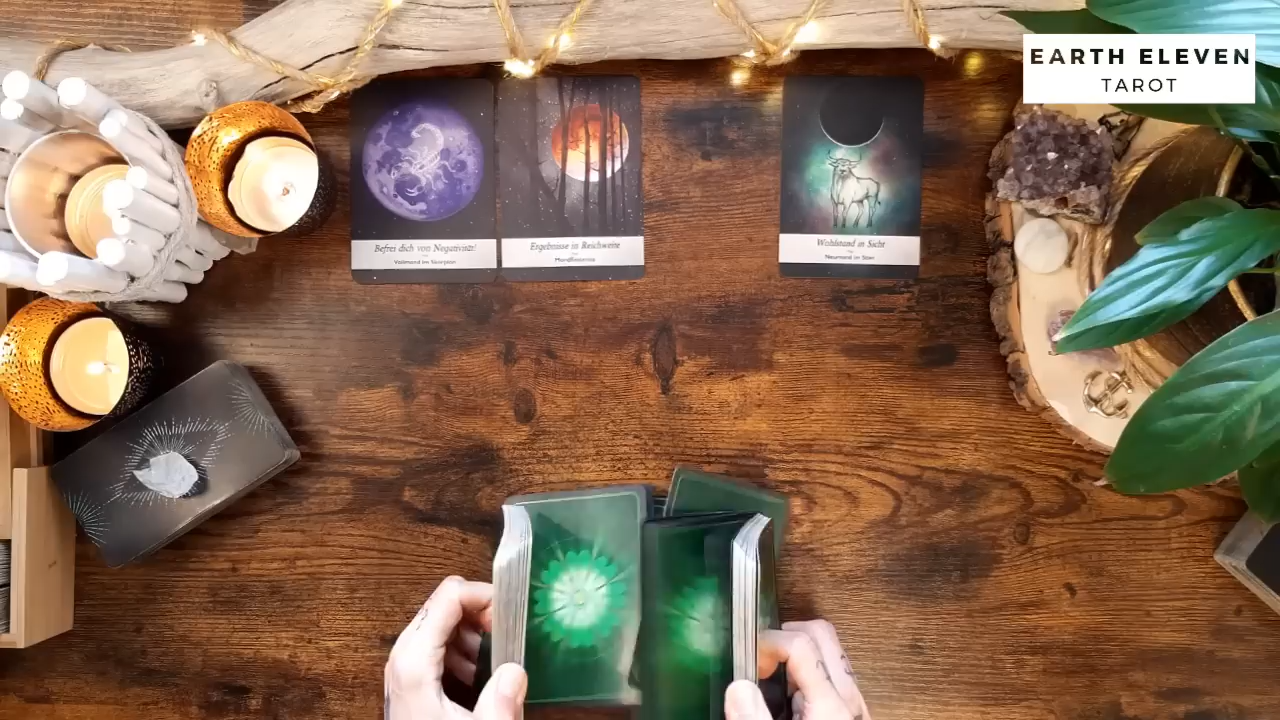 EARTH ELEVEN
TAROT
Befrei dich von Negativität!
Vollmond im Skorpion
Ergebnisse in Reichweite
Mondfinsternis
Wohlstand in Sicht
Neumond im Stier